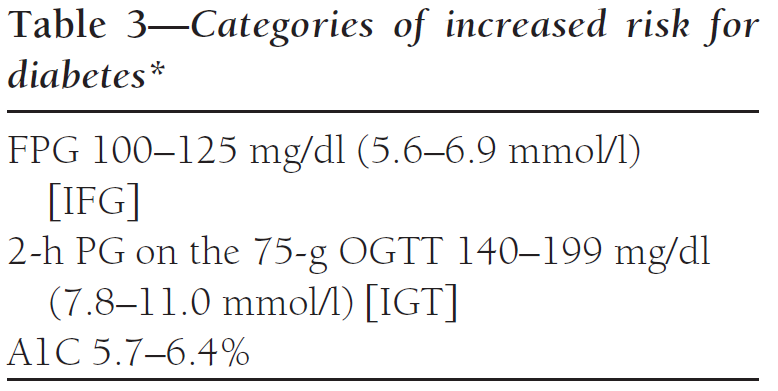 Table 3—Categories of increased risk for
diabetes*
FPG 100–125 mg/dl (5.6–6.9 mmol/l)
[IFG]
2-h PG on the 75-g OGTT 140–199 mg/dl
(7.8–11.0 mmol/l) [IGT]
A1C 5.7–6.4%